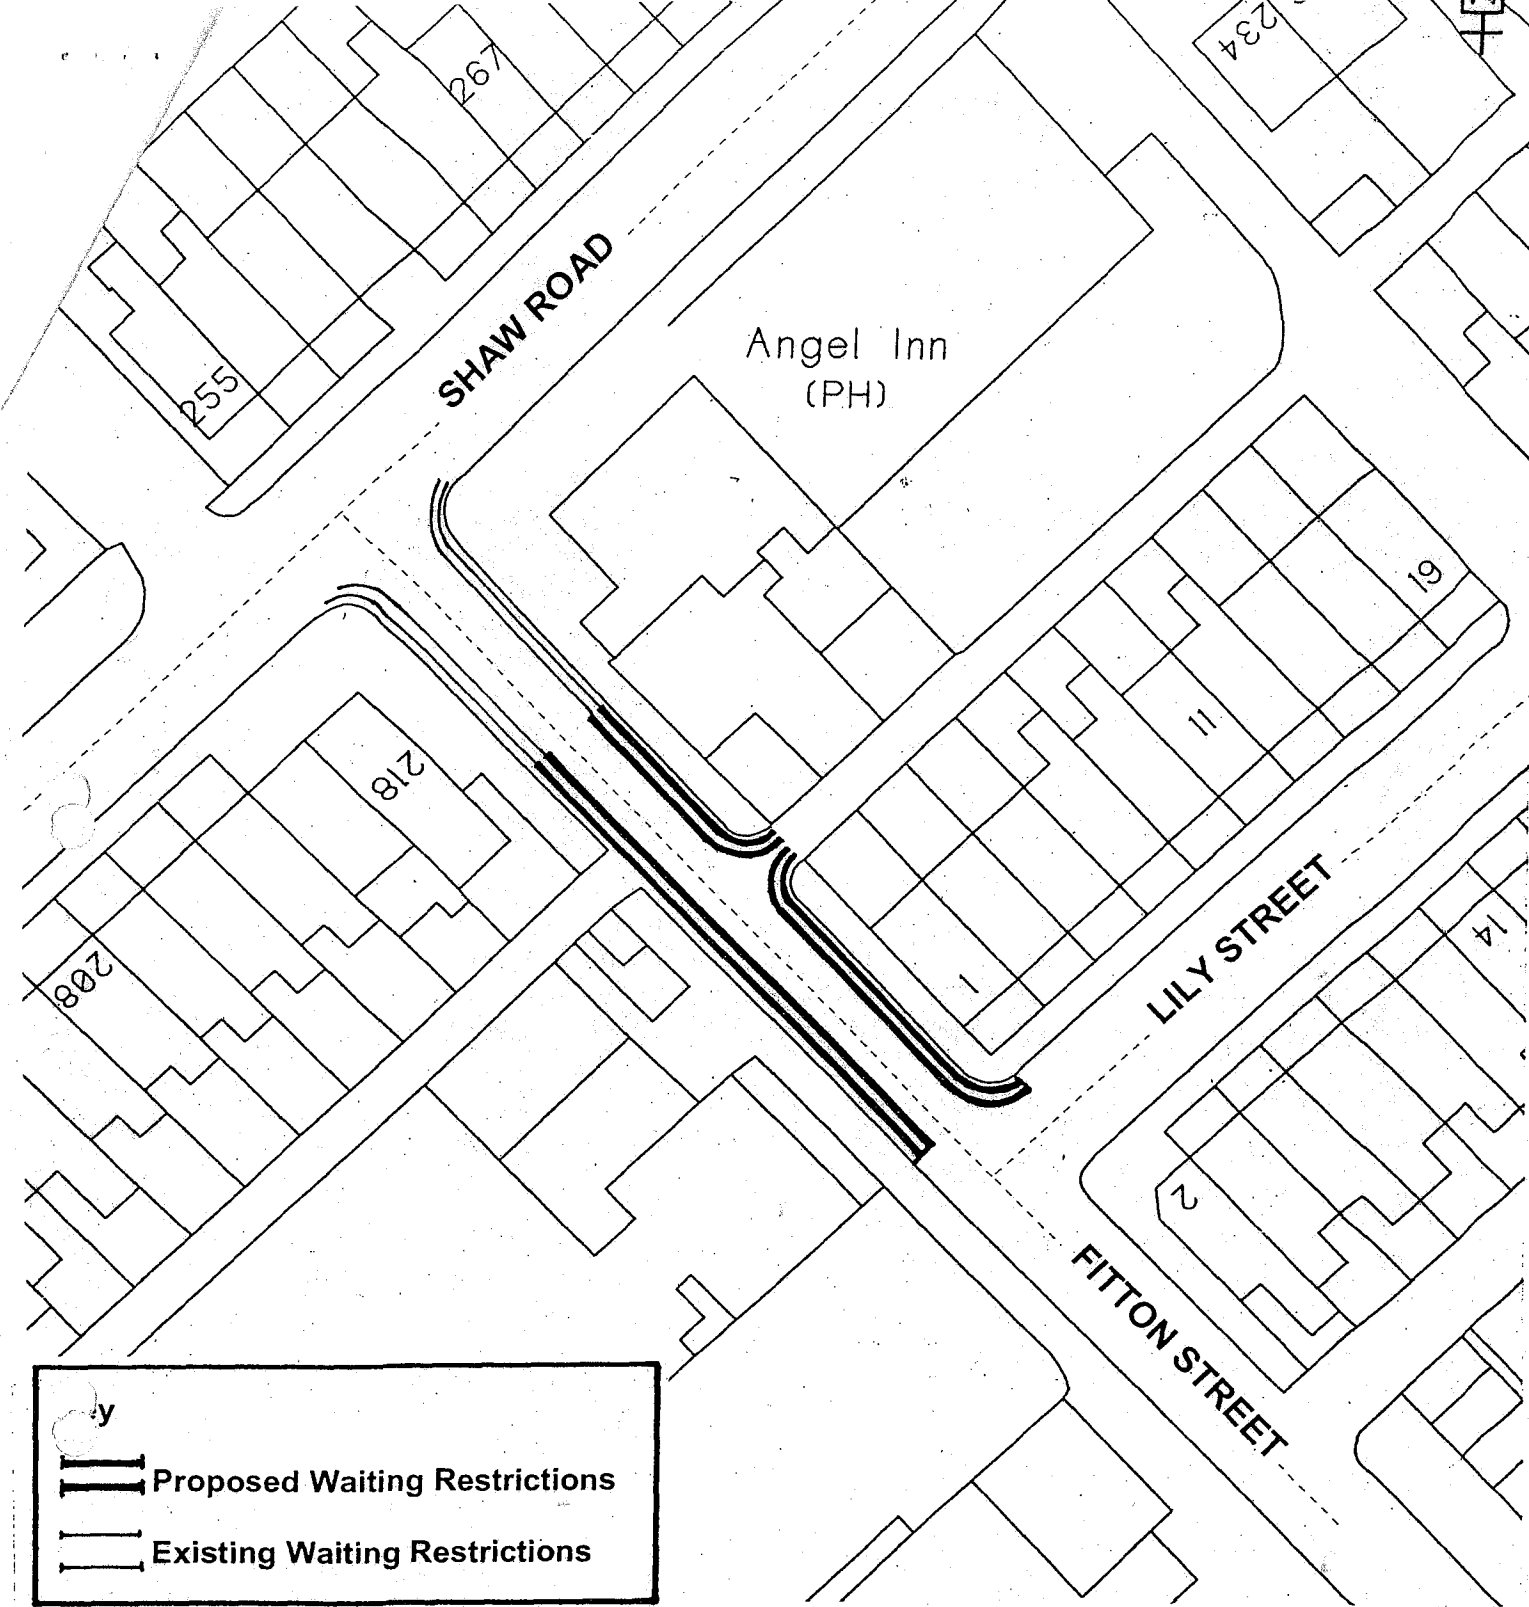 267
234
SHAW ROAD
Angel Inn
(PH)
255
19
11
218
LILY STREET
14
208
1
2
FITTON STREET
Proposed Waiting Restrictions
Existing Waiting Restrictions